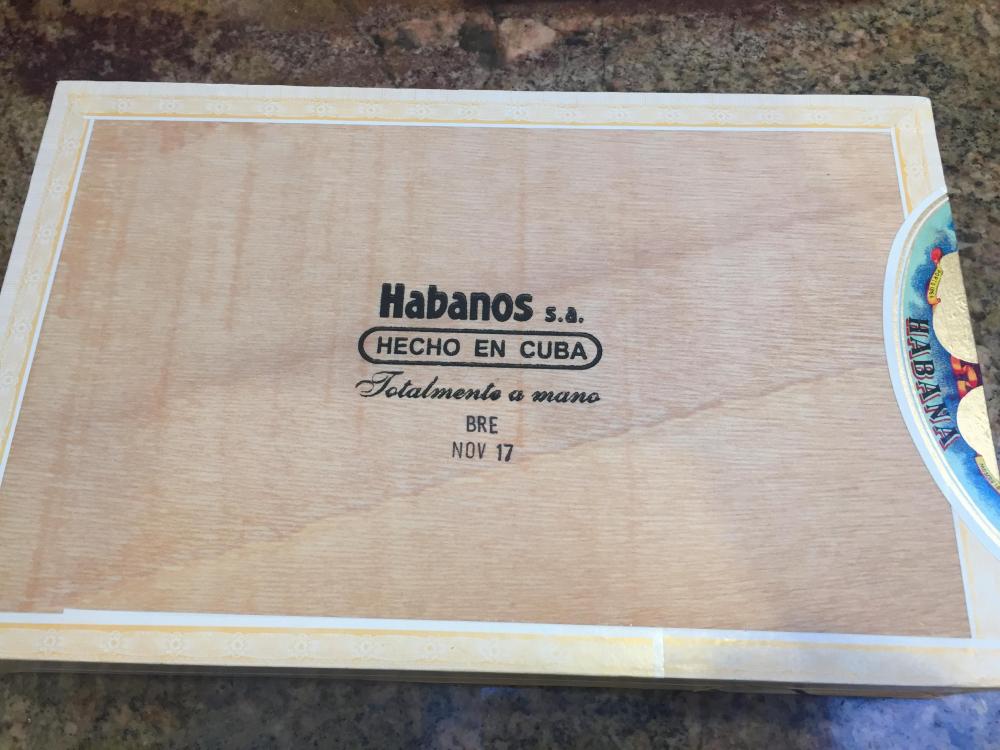 Habanos s.a.
HECHO EN CUBA
Totalmente a mano
BRE
NOV 17
HABANA